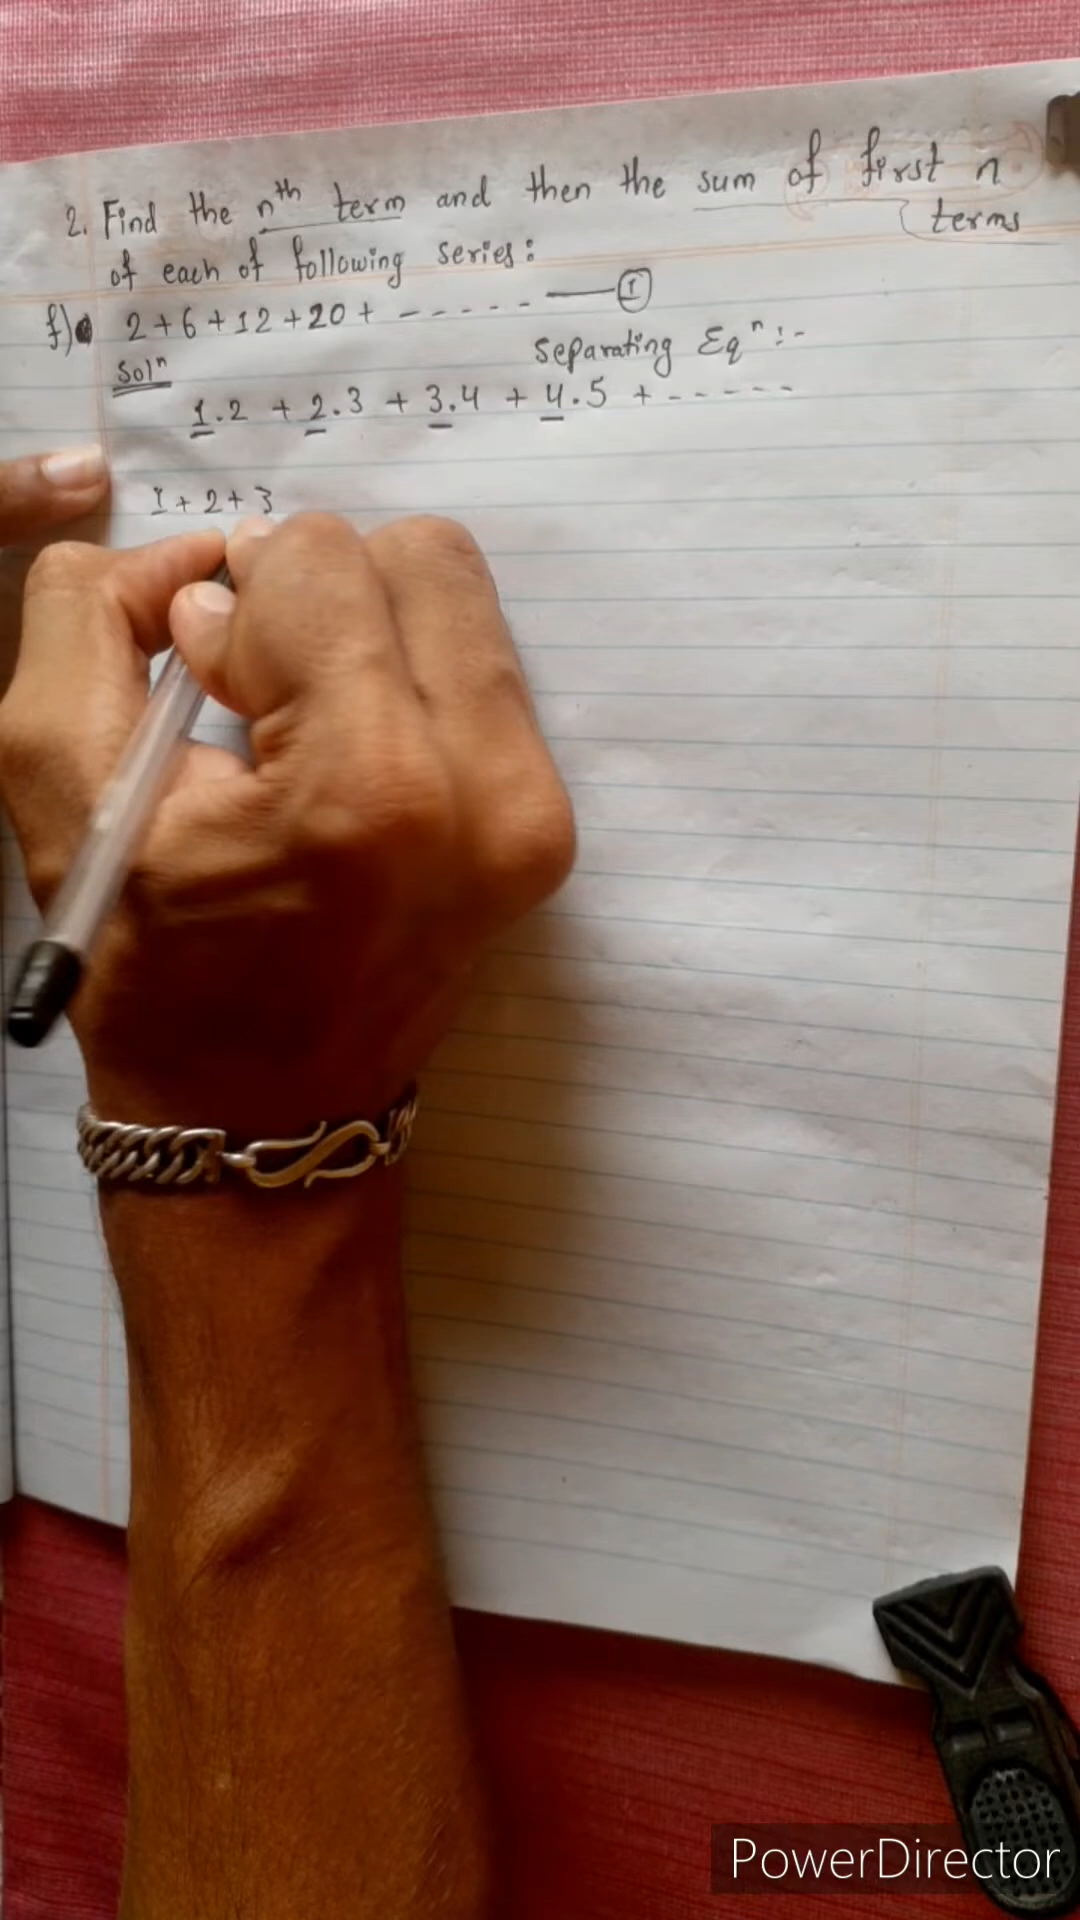 2. Find the nth term and then the sum of first n terms
of each of following series:
f) 2+6+12+20+ ------ —(I)
Separating Eqn :-
Soln
1.2 + 2.3 + 3.4 + 4.5 + -----
1 + 2 + 3
PowerDirector